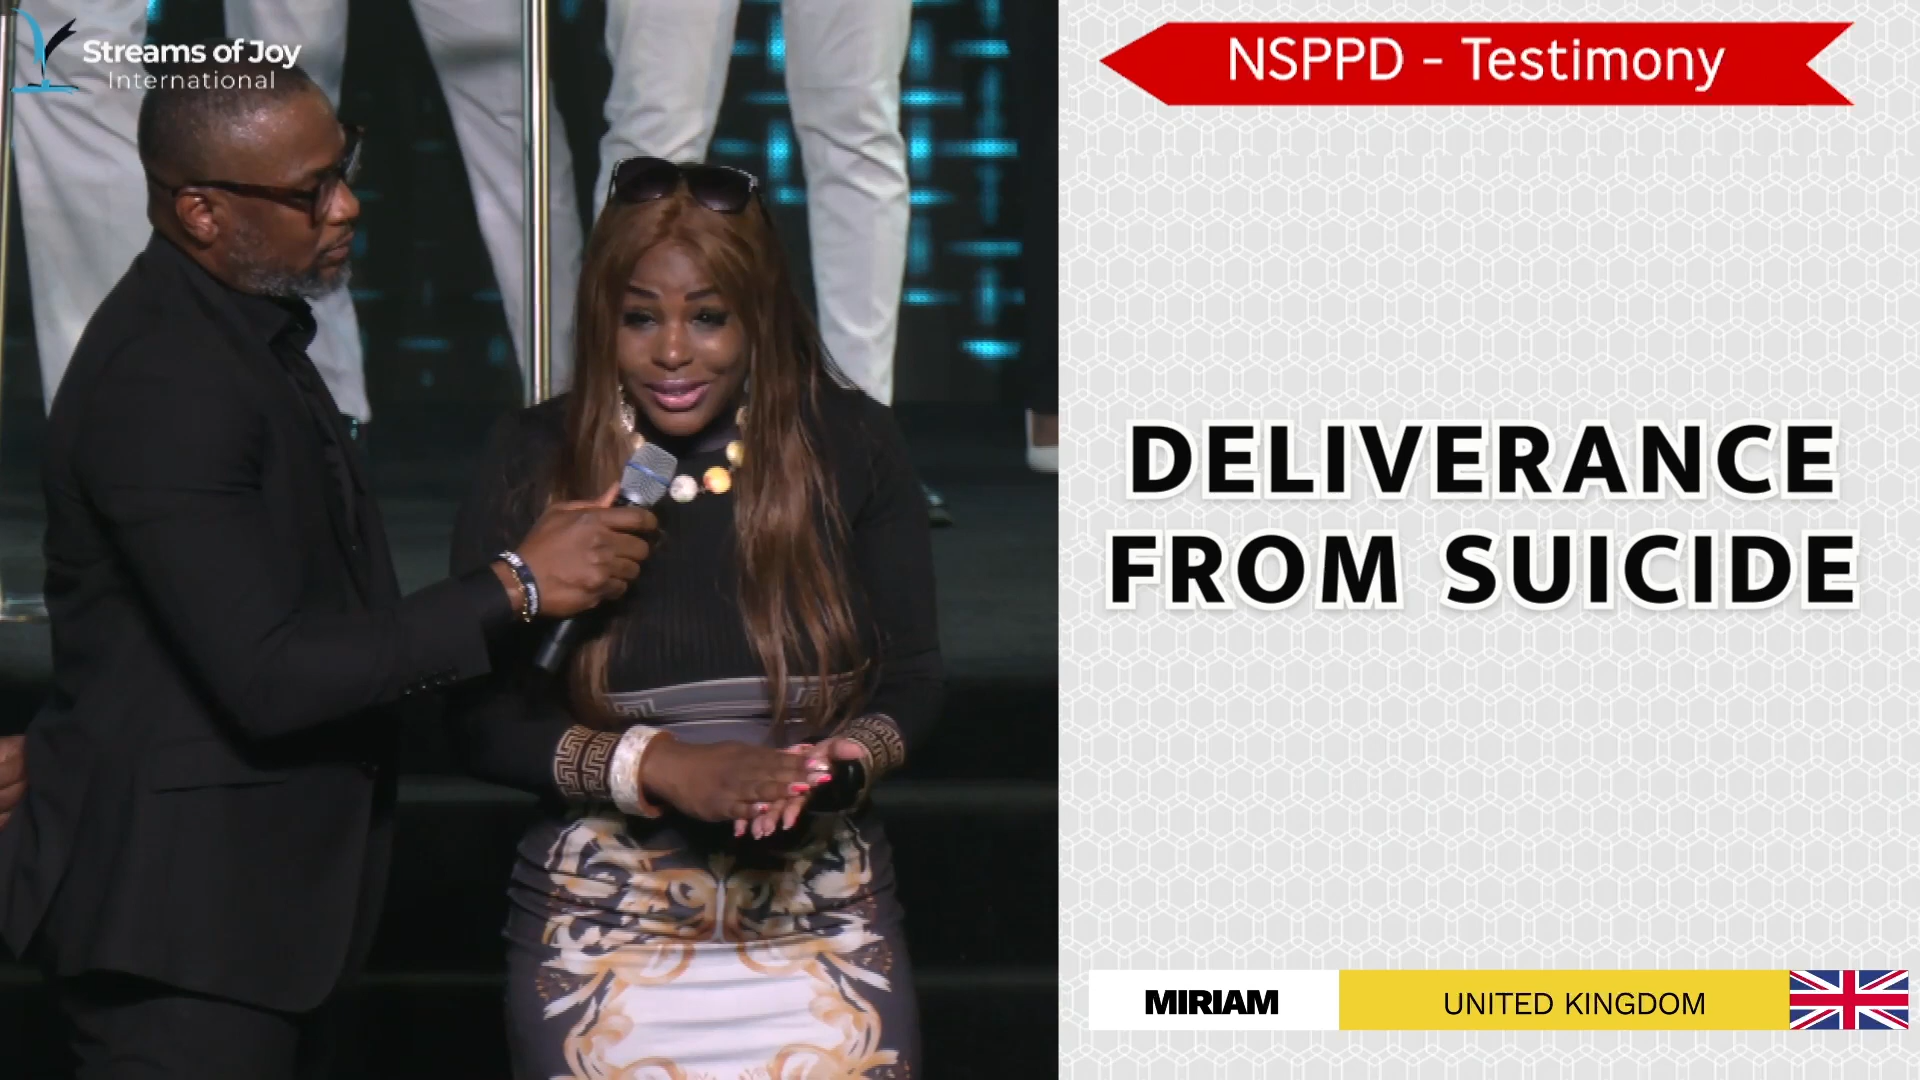 Streams of Joy
International
NSPPD - Testimony
DELIVERANCE
FROM SUICIDE
MIRIAM
UNITED KINGDOM